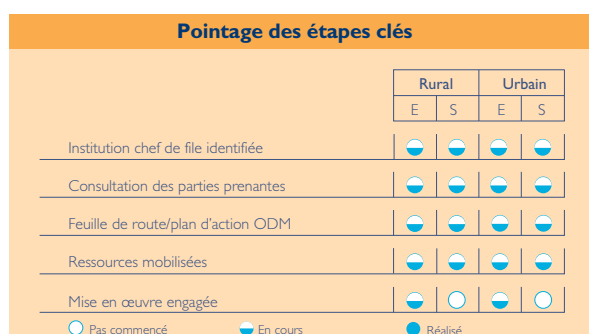 Pointage des étapes clés
Rural Urbain
E S E S
Institution chef de file identifiée
Consultation des parties prenantes
Feuille de route/plan d'action ODM
Ressources mobilisées
Mise en œuvre engagée
Pas commencé En cours Réalisé